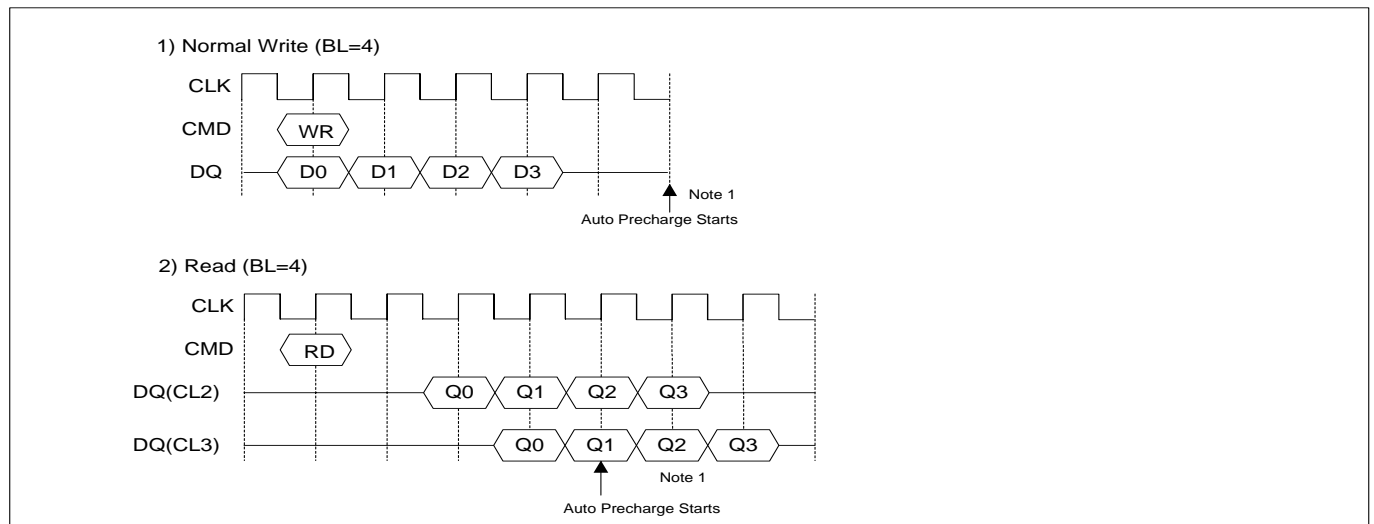 1) Normal Write (BL=4)
CLK
CMD WR
DQ D0 D1 D2 D3
Note 1
Auto Precharge Starts
2) Read (BL=4)
CLK
CMD RD
DQ(CL2) Q0 Q1 Q2 Q3
DQ(CL3) Q0 Q1 Q2 Q3
Note 1
Auto Precharge Starts